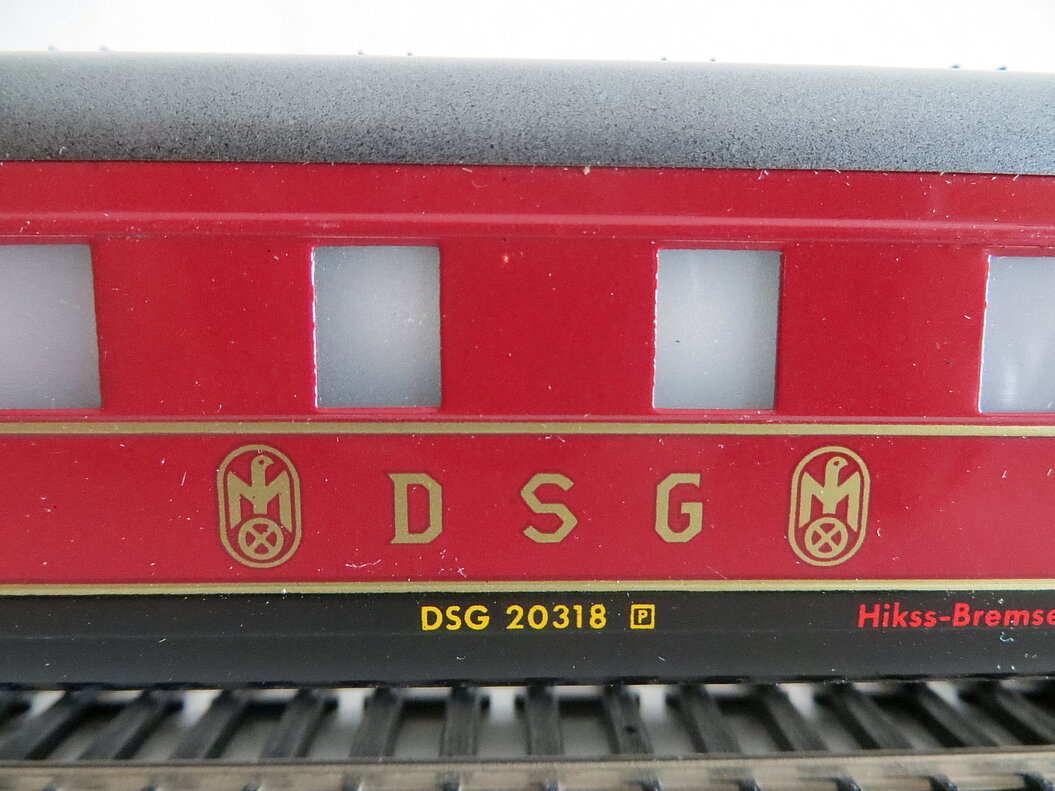 D S G
DSG 20318 P
Hikss-Bremse